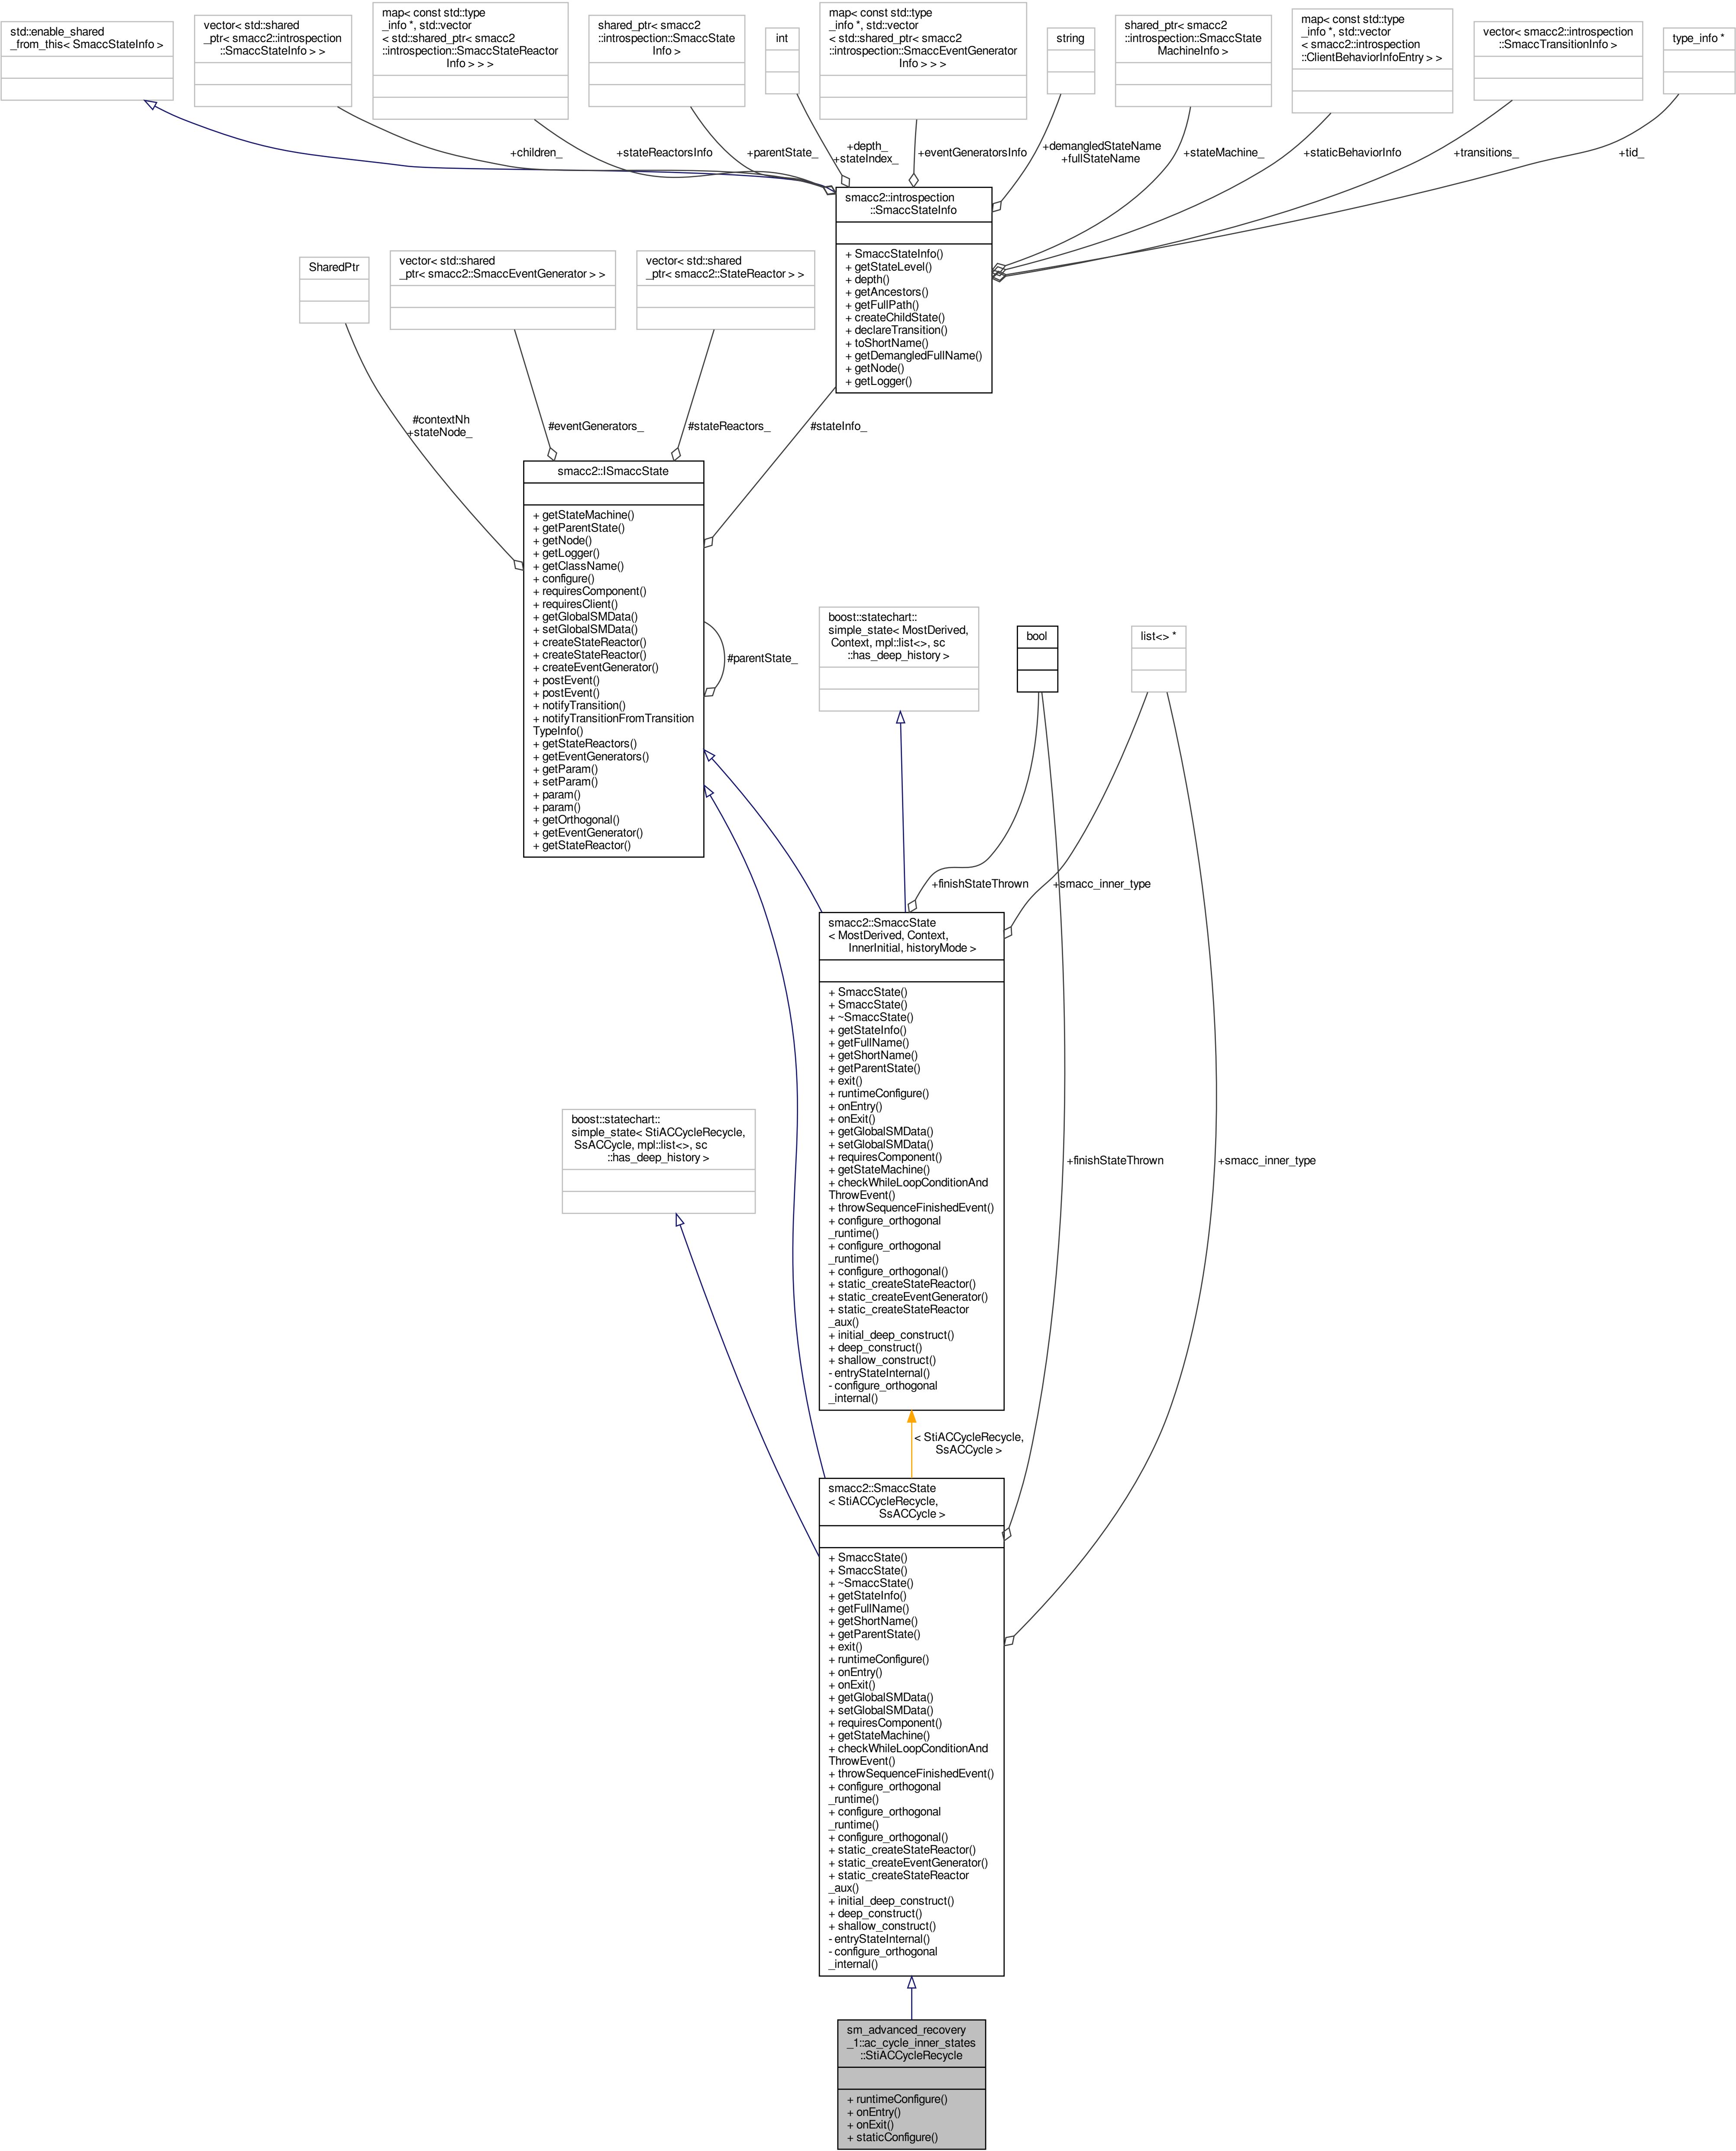 std::enable_shared
_from_this< SmaccStateInfo >
vector< std::shared
_ptr< smacc2::introspection
::SmaccStateInfo > >
map< const std::type
_info *, std::vector
< std::shared_ptr< smacc2
::introspection::SmaccStateReactor
Info > > >
shared_ptr< smacc2
::introspection::SmaccState
Info >
int
map< const std::type
_info *, std::vector
< std::shared_ptr< smacc2
::introspection::SmaccEventGenerator
Info > > >
string
shared_ptr< smacc2
::introspection::SmaccState
MachineInfo >
map< const std::type
_info *, std::vector
< smacc2::introspection
::ClientBehaviorInfoEntry > >
vector< smacc2::introspection
::SmaccTransitionInfo >
type_info *
+children_
+stateReactorsInfo
+parentState_
+depth_
+stateIndex_
+eventGeneratorsInfo
+demangledStateName
+fullStateName
+stateMachine_
+staticBehaviorInfo
+transitions_
+tid_
smacc2::introspection
::SmaccStateInfo
+ SmaccStateInfo()
+ getStateLevel()
+ depth()
+ getAncestors()
+ getFullPath()
+ createChildState()
+ declareTransition()
+ toShortName()
+ getDemangledFullName()
+ getNode()
+ getLogger()
SharedPtr
vector< std::shared
_ptr< smacc2::SmaccEventGenerator > >
vector< std::shared
_ptr< smacc2::StateReactor > >
#contextNh
+stateNode_
#eventGenerators_
#stateReactors_
#stateInfo_
smacc2::ISmaccState
+ getStateMachine()
+ getParentState()
+ getNode()
+ getLogger()
+ getClassName()
+ configure()
+ requiresComponent()
+ requiresClient()
+ getGlobalSMData()
+ setGlobalSMData()
+ createStateReactor()
+ createStateReactor()
+ createEventGenerator()
+ postEvent()
+ postEvent()
+ notifyTransition()
+ notifyTransitionFromTransition
TypeInfo()
+ getStateReactors()
+ getEventGenerators()
+ getParam()
+ setParam()
+ param()
+ param()
+ getOrthogonal()
+ getEventGenerator()
+ getStateReactor()
#parentState_
boost::statechart::
simple_state< MostDerived,
Context, mpl::list<>, sc
::has_deep_history >
bool
list<> *
+finishStateThrown
+smacc_inner_type
smacc2::SmaccState
< MostDerived, Context,
InnerInitial, historyMode >
+ SmaccState()
+ SmaccState()
+ ~SmaccState()
+ getStateInfo()
+ getFullName()
+ getShortName()
+ getParentState()
+ exit()
+ runtimeConfigure()
+ onEntry()
+ onExit()
+ getGlobalSMData()
+ setGlobalSMData()
+ requiresComponent()
+ getStateMachine()
+ checkWhileLoopConditionAnd
ThrowEvent()
+ throwSequenceFinishedEvent()
+ configure_orthogonal
_runtime()
+ configure_orthogonal
_runtime()
+ configure_orthogonal()
+ static_createStateReactor()
+ static_createEventGenerator()
+ static_createStateReactor
_aux()
+ initial_deep_construct()
+ deep_construct()
+ shallow_construct()
- entryStateInternal()
- configure_orthogonal
_internal()
boost::statechart::
simple_state< StiACCycleRecycle,
SsACCycle, mpl::list<>, sc
::has_deep_history >
+finishStateThrown
+smacc_inner_type
< StiACCycleRecycle,
SsACCycle >
smacc2::SmaccState
< StiACCycleRecycle,
SsACCycle >
+ SmaccState()
+ SmaccState()
+ ~SmaccState()
+ getStateInfo()
+ getFullName()
+ getShortName()
+ getParentState()
+ exit()
+ runtimeConfigure()
+ onEntry()
+ onExit()
+ getGlobalSMData()
+ setGlobalSMData()
+ requiresComponent()
+ getStateMachine()
+ checkWhileLoopConditionAnd
ThrowEvent()
+ throwSequenceFinishedEvent()
+ configure_orthogonal
_runtime()
+ configure_orthogonal
_runtime()
+ configure_orthogonal()
+ static_createStateReactor()
+ static_createEventGenerator()
+ static_createStateReactor
_aux()
+ initial_deep_construct()
+ deep_construct()
+ shallow_construct()
- entryStateInternal()
- configure_orthogonal
_internal()
sm_advanced_recovery
_1::ac_cycle_inner_states
::StiACCycleRecycle
+ runtimeConfigure()
+ onEntry()
+ onExit()
+ staticConfigure()